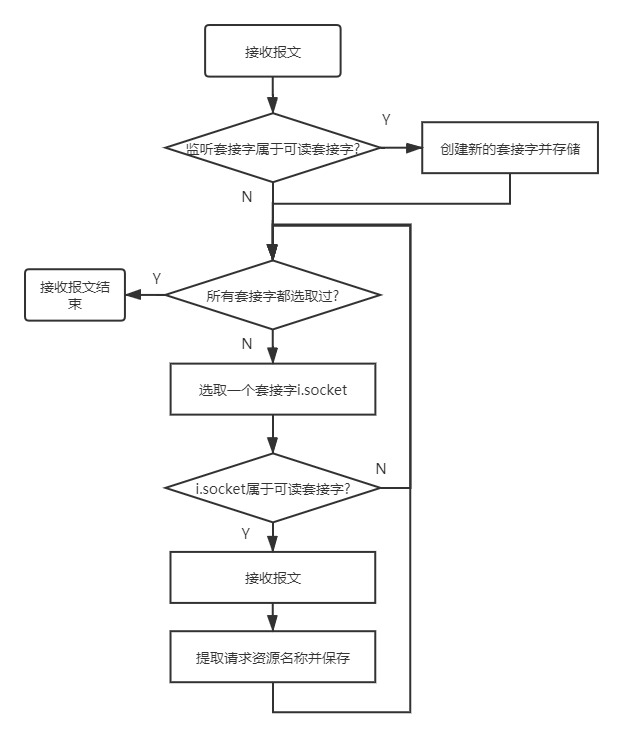 接收报文
监听套接字属于可读套接字?
Y
创建新的套接字并存储
N
接收报文结
束
Y
所有套接字都选取过?
N
选取一个套接字i.socket
i.socket属于可读套接字?
N
Y
接收报文
提取请求资源名称并保存